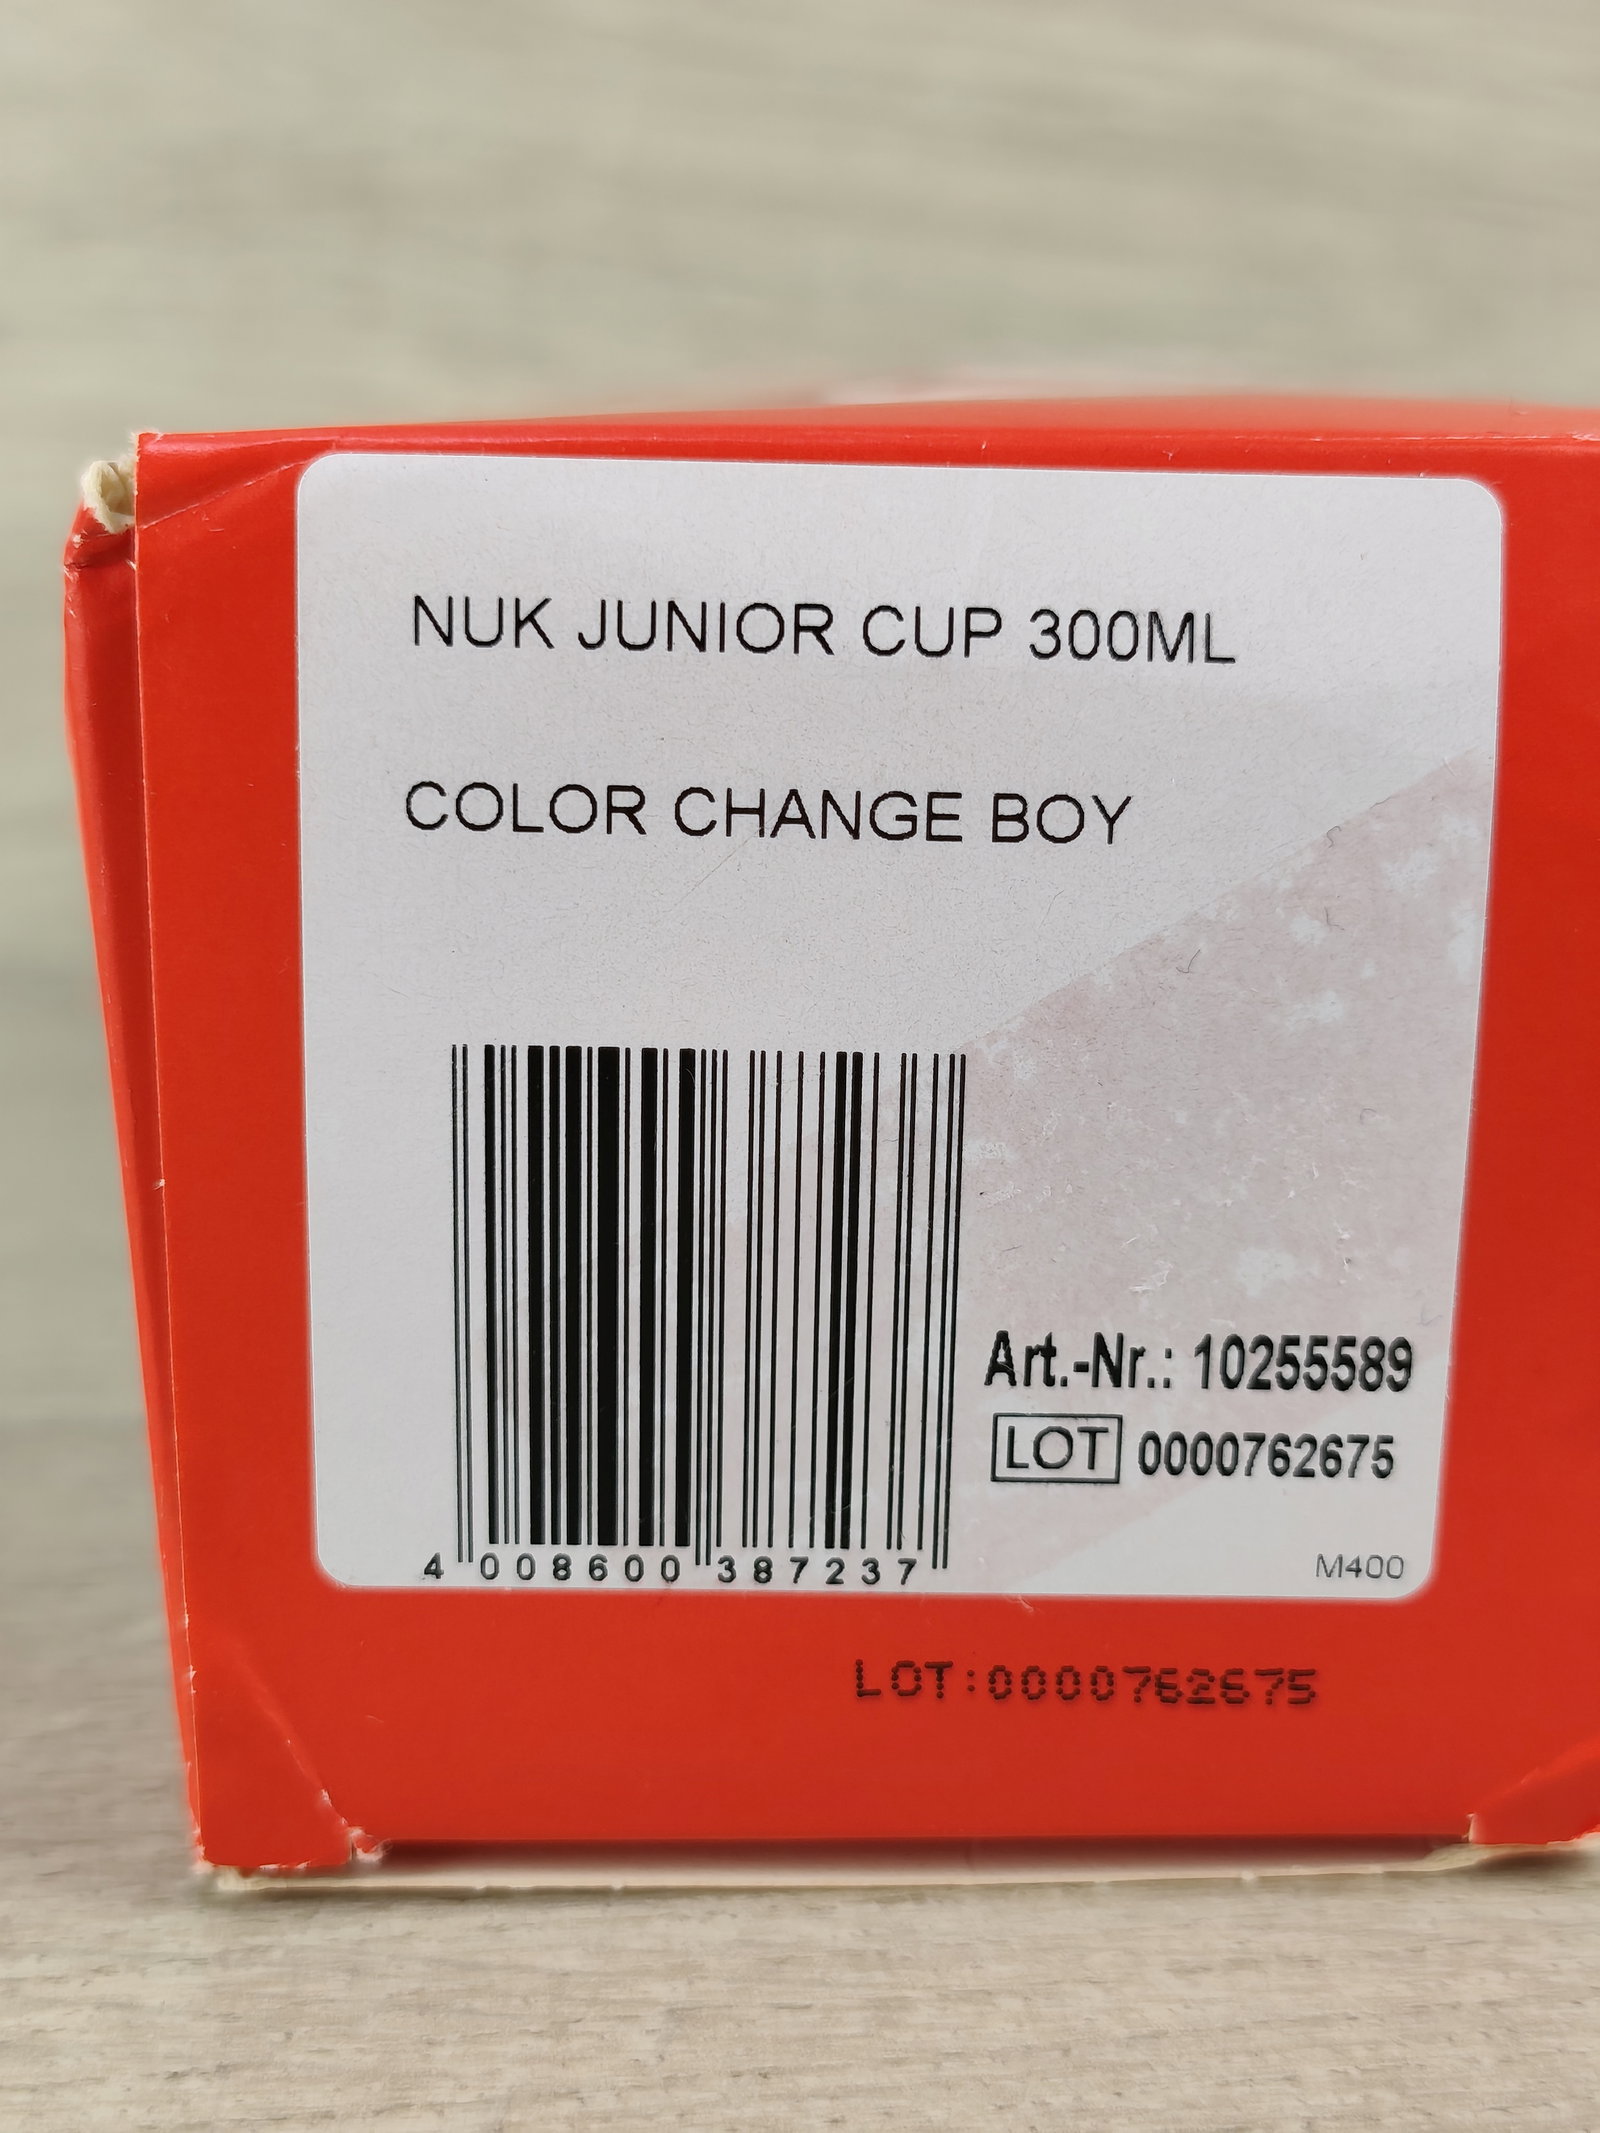 NUK JUNIOR CUP 300ML
COLOR CHANGE BOY
Art.-Nr.: 10255589
LOT 0000762675
4 008600 387237
M400
LOT:0000762675